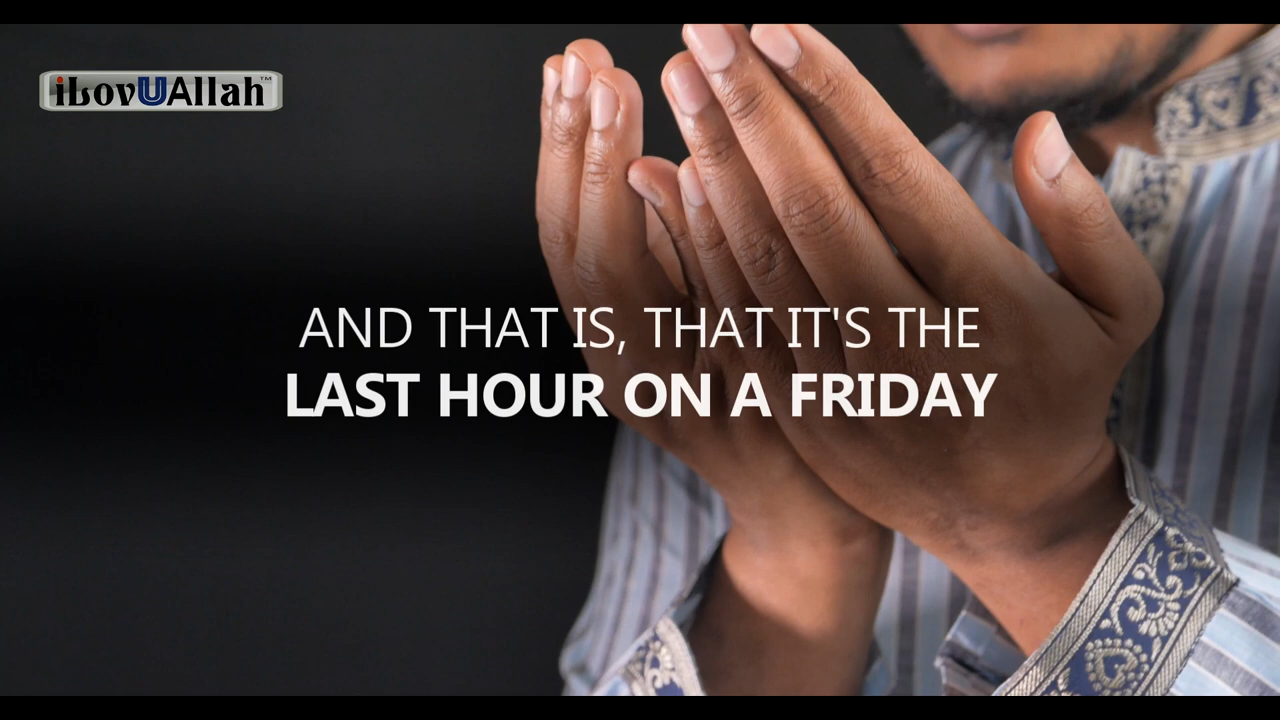 iLovUAllah™
AND THAT IS, THAT IT'S THE
LAST HOUR ON A FRIDAY